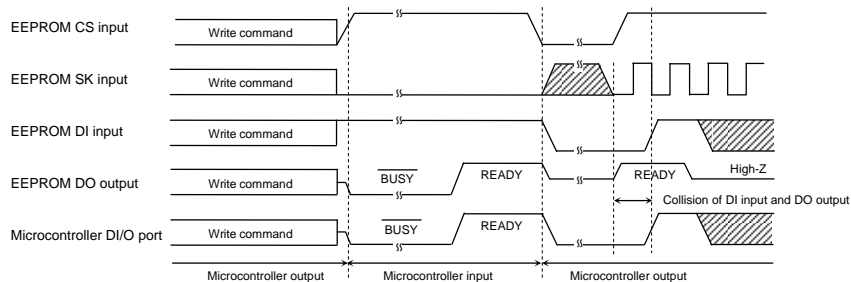 EEPROM CS input
Write command
EEPROM SK input
Write command
EEPROM DI input
Write command
EEPROM DO output
Write command
BUSY
READY
READY
High-Z
Collision of DI input and DO output
Microcontroller DI/O port
Write command
BUSY
READY
Microcontroller output
Microcontroller input
Microcontroller output